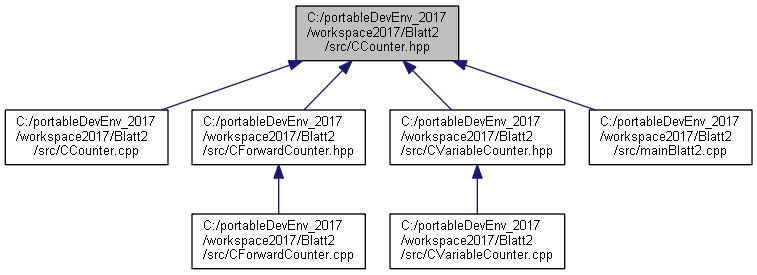 C:/portableDevEnv_2017
/workspace2017/Blatt2
/src/CCounter.hpp
C:/portableDevEnv_2017
/workspace2017/Blatt2
/src/CCounter.cpp
C:/portableDevEnv_2017
/workspace2017/Blatt2
/src/CForwardCounter.hpp
C:/portableDevEnv_2017
/workspace2017/Blatt2
/src/CVariableCounter.hpp
C:/portableDevEnv_2017
/workspace2017/Blatt2
/src/mainBlatt2.cpp
C:/portableDevEnv_2017
/workspace2017/Blatt2
/src/CForwardCounter.cpp
C:/portableDevEnv_2017
/workspace2017/Blatt2
/src/CVariableCounter.cpp